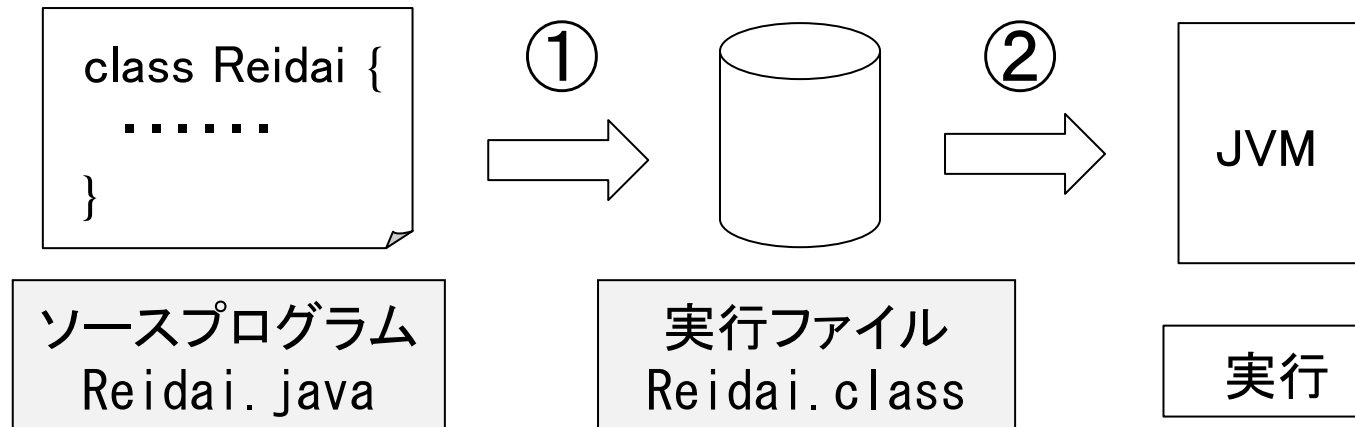 class Reidai {
・・・・・・
}
①
②
JVM
ソースプログラム
Reidai.java
実行ファイル
Reidai.class
実行